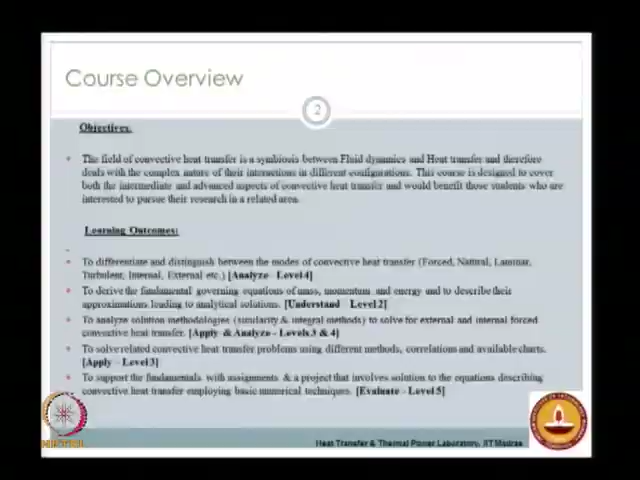 Course Overview
2
Objectives:
The field of convective heat transfer is a symbiosis between Fluid dynamics and Heat transfer and therefore
deals with the complex nature of their interactions in different configurations. This course is designed to cover
both the intermediate and advanced aspects of convective heat transfer and would benefit those students who are
interested to pursue their research in a related area.
Learning Outcomes:
To differentiate and distinguish between the modes of convective heat transfer (Forced, Natural, Laminar,
Turbulent, Internal, External etc.) [Analyze - Level 4]
To derive the fundamental governing equations of mass, momentum and energy and to describe their
approximations leading to analytical solutions. [Understand - Level 2]
To analyze solution methodologies (similarity & integral methods) to solve for external and internal forced
convective heat transfer. [Apply & Analyze - Levels 3 & 4]
To solve related convective heat transfer problems using different methods, correlations and available charts.
[Apply - Level 3]
To support the fundamentals with assignments & a project that involves solution to the equations describing
convective heat transfer employing basic numerical techniques. [Evaluate - Level 5]
NPTEL
Heat Transfer & Thermal Power Laboratory, IIT Madras